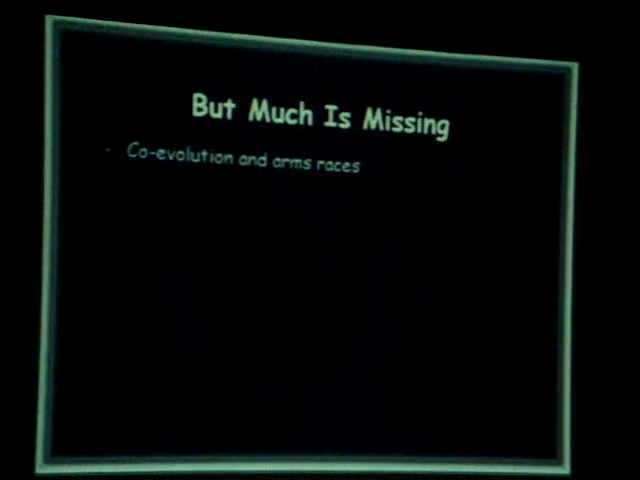 But Much Is Missing
- Co-evolution and arms races